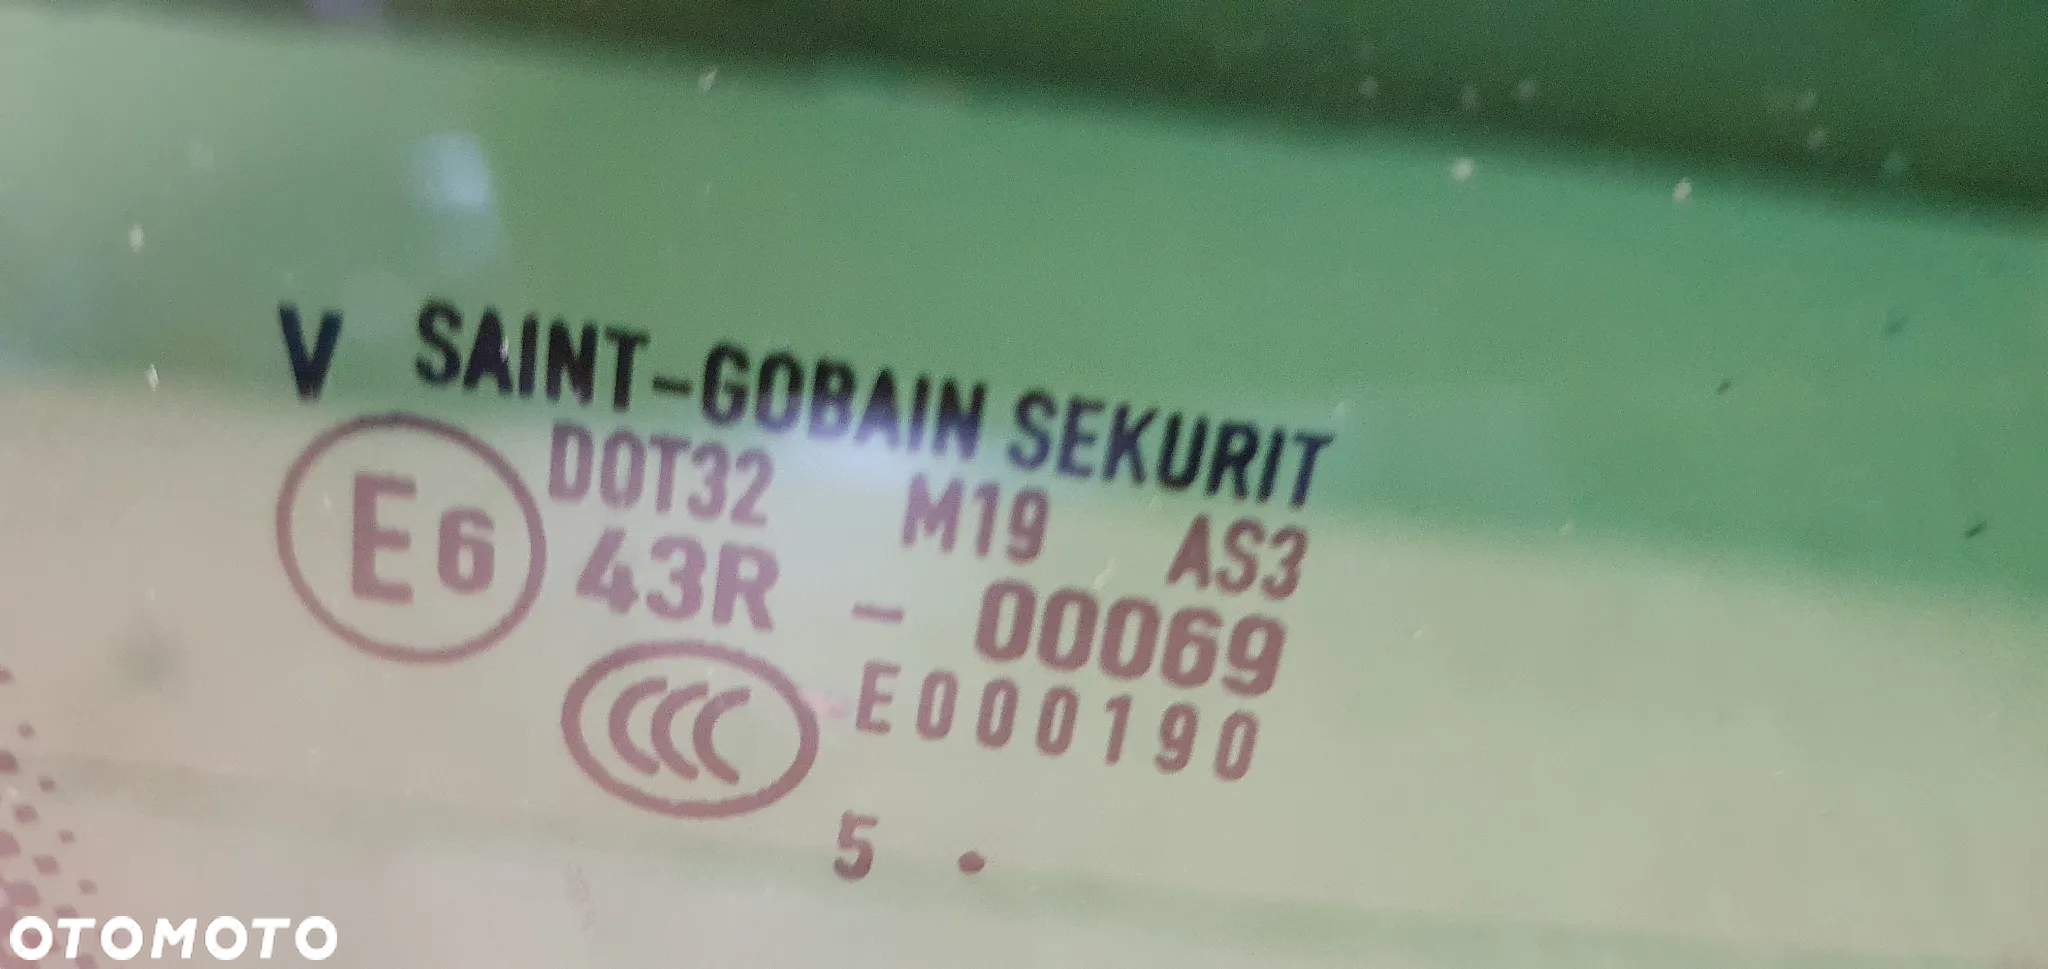 V SAINT-GOBAIN SEKURIT
E6 DOT32 M19 AS3
43R - 00069
CCC E000190
5 •
OTOMOTO